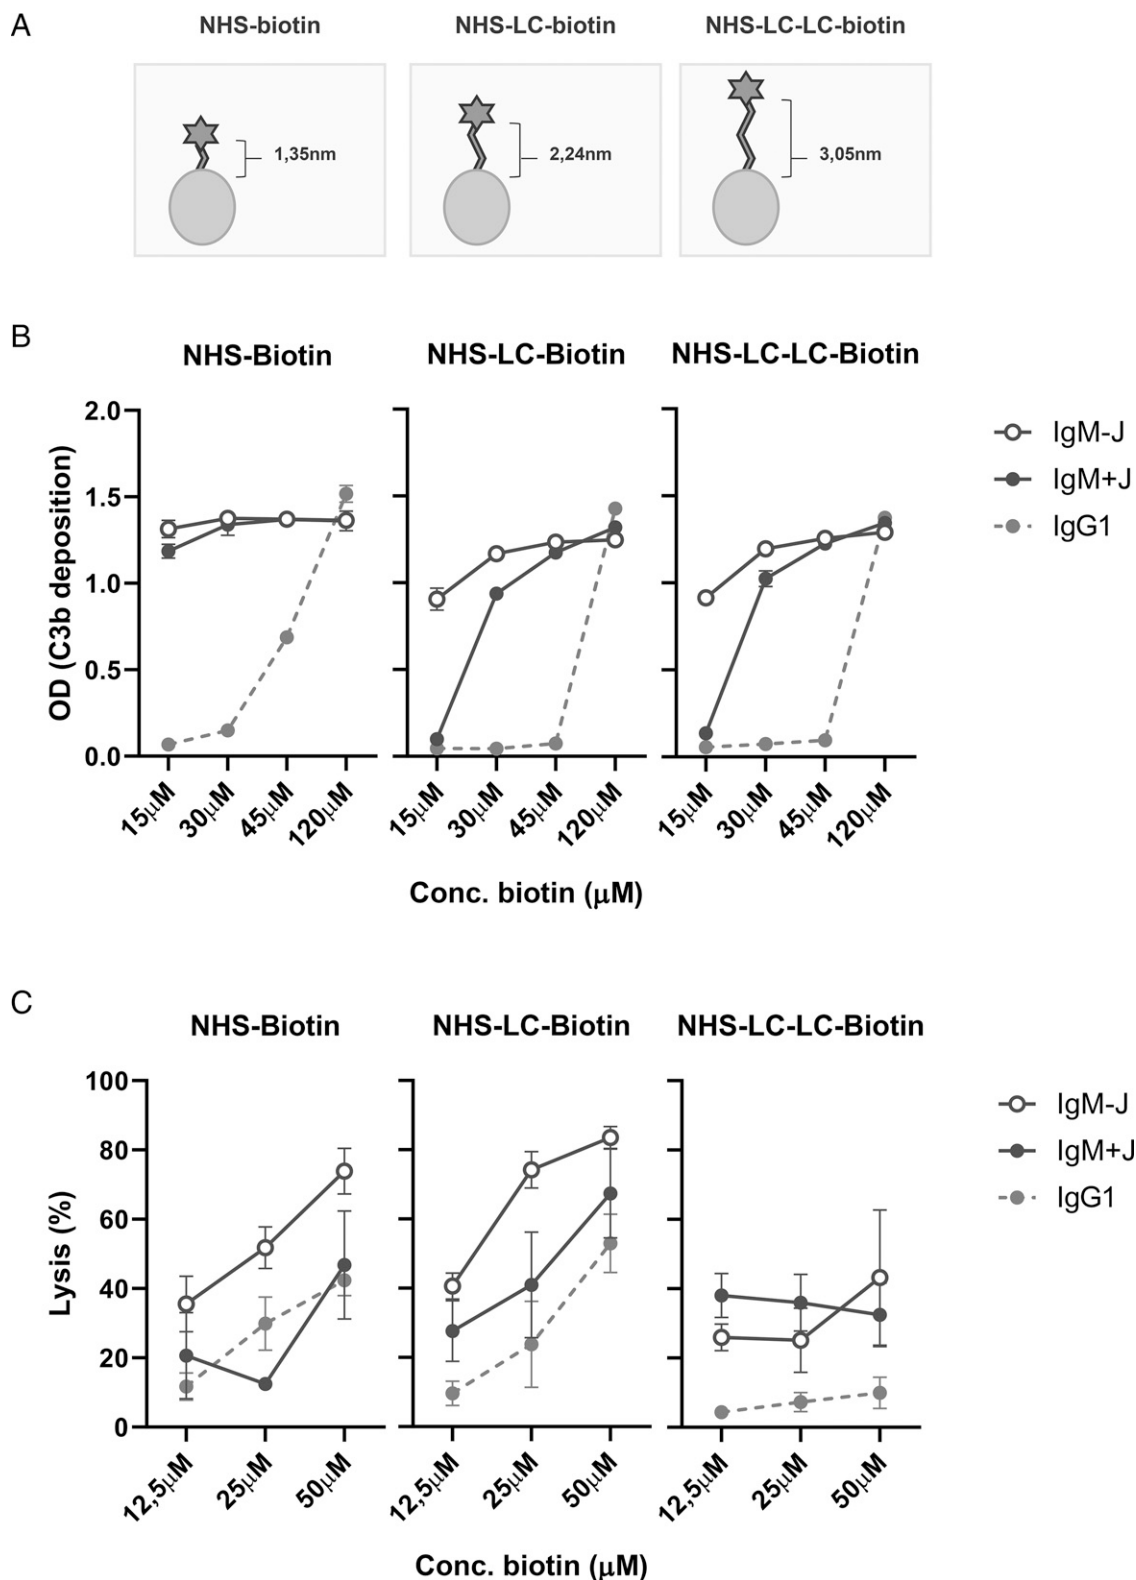 A
NHS-biotin NHS-LC-biotin NHS-LC-LC-biotin
1,35nm 2,24nm 3,05nm
B
NHS-Biotin NHS-LC-Biotin NHS-LC-LC-Biotin
OD (C3b deposition)
2.0
1.5
1.0
0.5
0.0
15μM 30μM 45μM 120μM 15μM 30μM 45μM 120μM 15μM 30μM 45μM 120μM
Conc. biotin (μM)
IgM-J
IgM+J
IgG1
C
NHS-Biotin NHS-LC-Biotin NHS-LC-LC-Biotin
Lysis (%)
100
80
60
40
20
0
12,5μM 25μM 50μM 12,5μM 25μM 50μM 12,5μM 25μM 50μM
Conc. biotin (μM)
IgM-J
IgM+J
IgG1